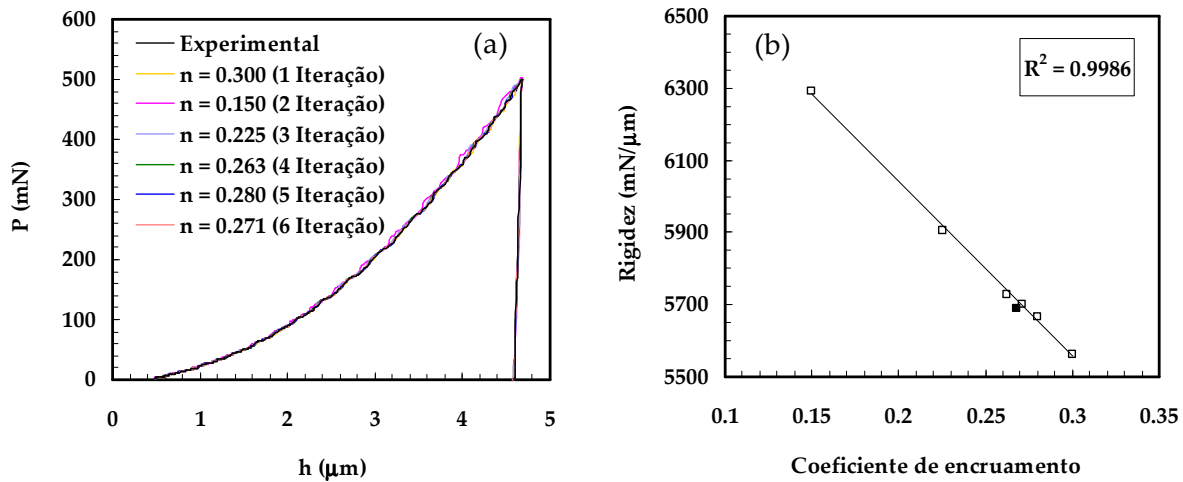 (a)
600
500
400
300
200
100
0
P (mN)
Experimental
n = 0.300 (1 Iteração)
n = 0.150 (2 Iteração)
n = 0.225 (3 Iteração)
n = 0.263 (4 Iteração)
n = 0.280 (5 Iteração)
n = 0.271 (6 Iteração)
0 1 2 3 4 5
h (μm)
(b)
R² = 0.9986
6500
6300
6100
5900
5700
5500
Rigidez (mN/μm)
0.1 0.15 0.2 0.25 0.3 0.35
Coeficiente de encruamento